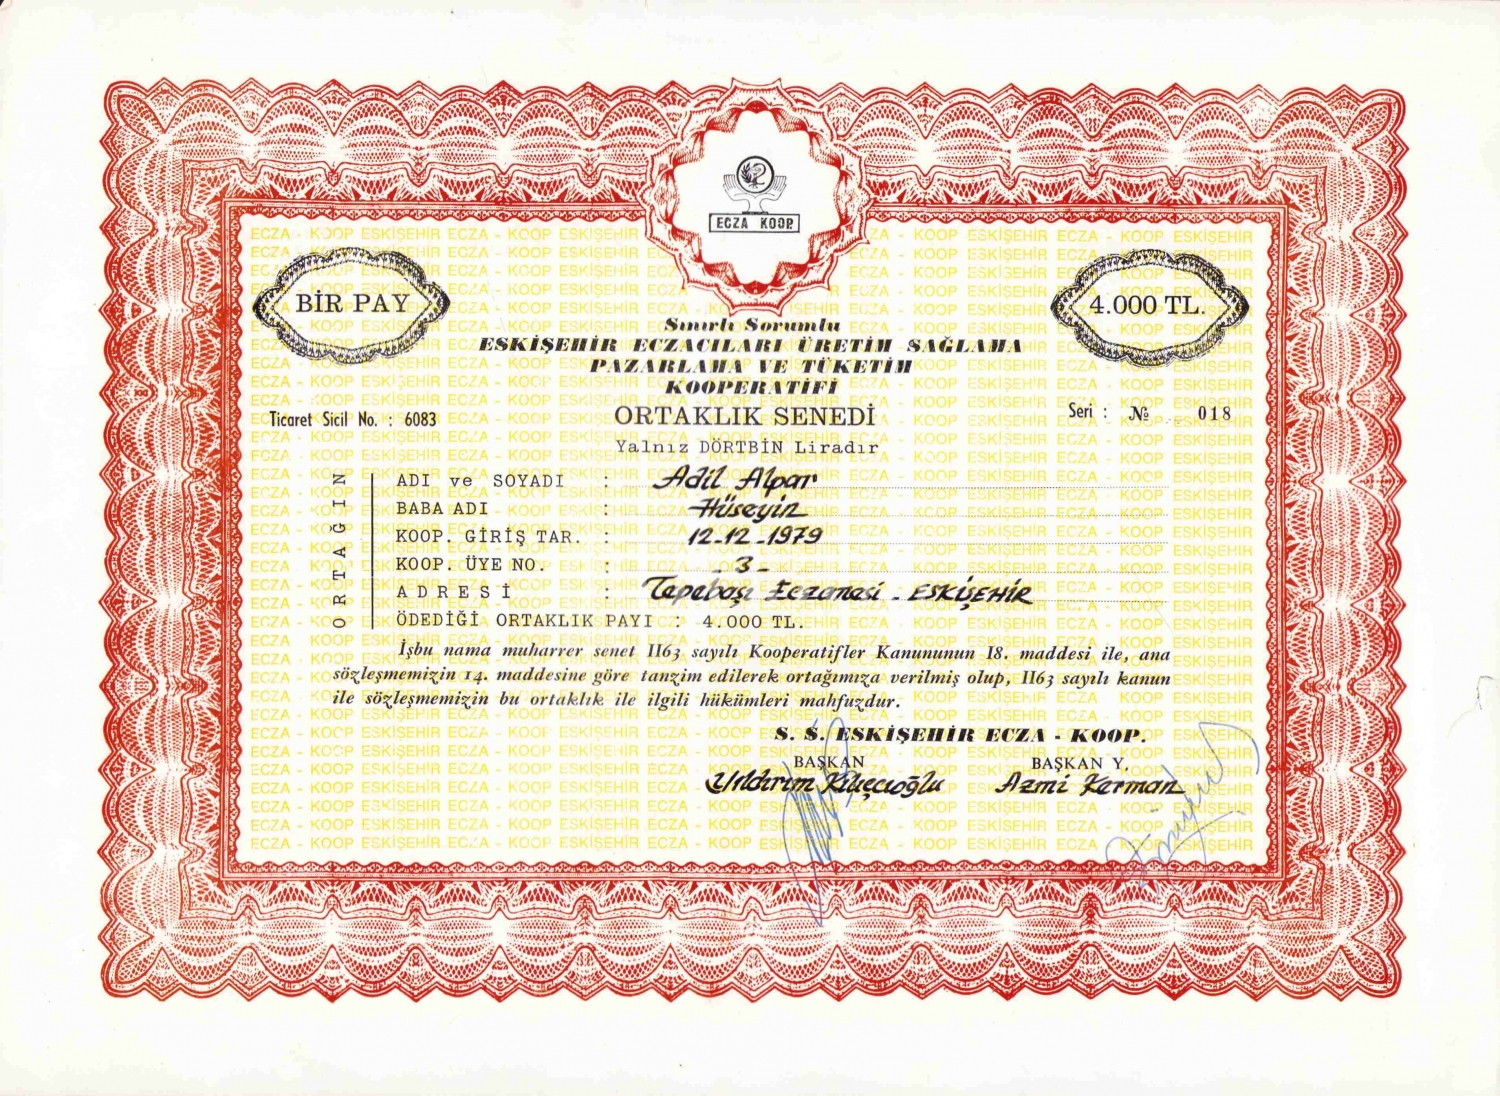 ECZA KOOP.
BİR PAY
4.000 TL.
Sınırlı Sorumlu
ESKİŞEHİR ECZACILARI ÜRETİM SAĞLAMA
PAZARLAMA VE TÜKETİM
KOOPERATİFİ
ORTAKLIK SENEDİ
Ticaret Sicil No. : 6083
Seri : № 018
Yalnız DÖRTBİN Liradır
ORTAĞIN
ADI ve SOYADI : Adil Alpar
BABA ADI : Hüseyin
KOOP. GİRİŞ TAR. : 12-12-1979
KOOP. ÜYE NO. : - 3 -
ADRESİ : Tepebaşı Eczanesi - ESKİŞEHİR
ÖDEDİĞİ ORTAKLIK PAYI : 4.000 TL.
İşbu nama muharrer senet 1163 sayılı Kooperatifler Kanununun 18. maddesi ile, ana
sözleşmemizin 14. maddesine göre tanzim edilerek ortağımıza verilmiş olup, 1163 sayılı kanun
ile sözleşmemizin bu ortaklık ile ilgili hükümleri mahfuzdur.
S. S. ESKİŞEHİR ECZA - KOOP.
BAŞKAN BAŞKAN Y.
Yıldırım Kılıçcıoğlu Azmi Kerman